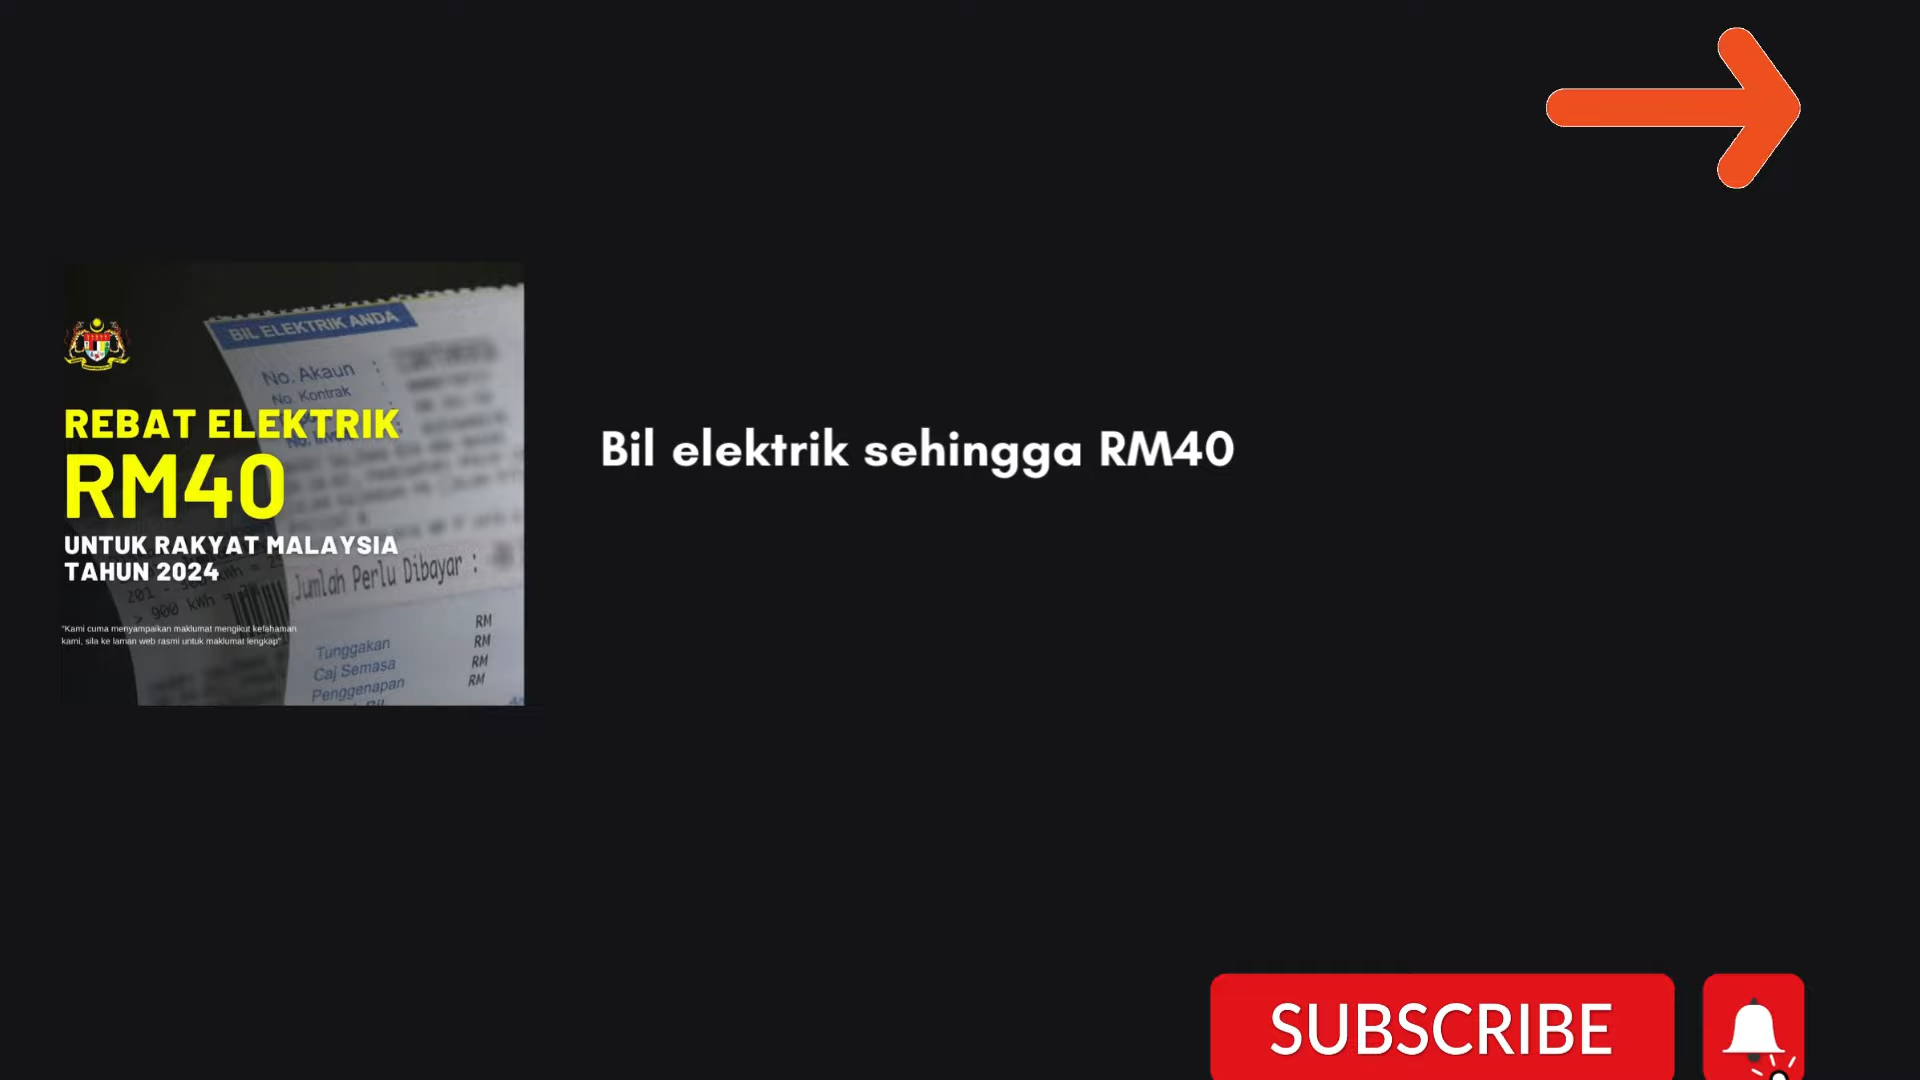 BIL ELEKTRIK ANDA
No. Akaun :
No. Kontrak :
REBAT ELEKTRIK
RM40
UNTUK RAKYAT MALAYSIA
TAHUN 2024
> 900 kWh
Jumlah Perlu Dibayar :
"Kami cuma menyampaikan maklumat mengikut kefahaman
kami, sila ke laman web rasmi untuk maklumat lengkap"
RM
Tunggakan RM
Caj Semasa RM
Penggenapan RM
Bil elektrik sehingga RM40
SUBSCRIBE